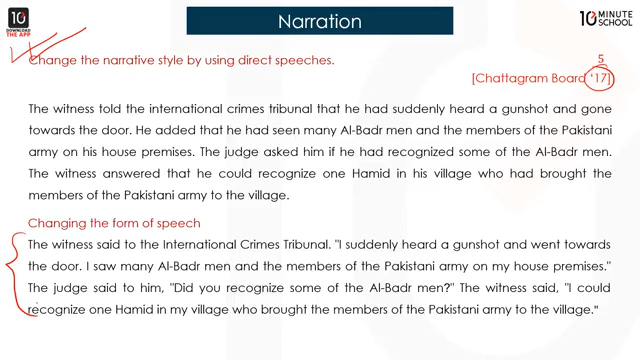 Narration
10
DOWNLOAD
THE APP
10 MINUTE
SCHOOL
Change the narrative style by using direct speeches.
5
[Chattagram Board '17]
The witness told the international crimes tribunal that he had suddenly heard a gunshot and gone
towards the door. He added that he had seen many Al-Badr men and the members of the Pakistani
army on his house premises. The judge asked him if he had recognized some of the Al-Badr men.
The witness answered that he could recognize one Hamid in his village who had brought the
members of the Pakistani army to the village.
Changing the form of speech
The witness said to the International Crimes Tribunal. "I suddenly heard a gunshot and went towards
the door. I saw many Al-Badr men and the members of the Pakistani army on my house premises."
The judge said to him, "Did you recognize some of the Al-Badr men?" The witness said, "I could
recognize one Hamid in my village who brought the members of the Pakistani army to the village."